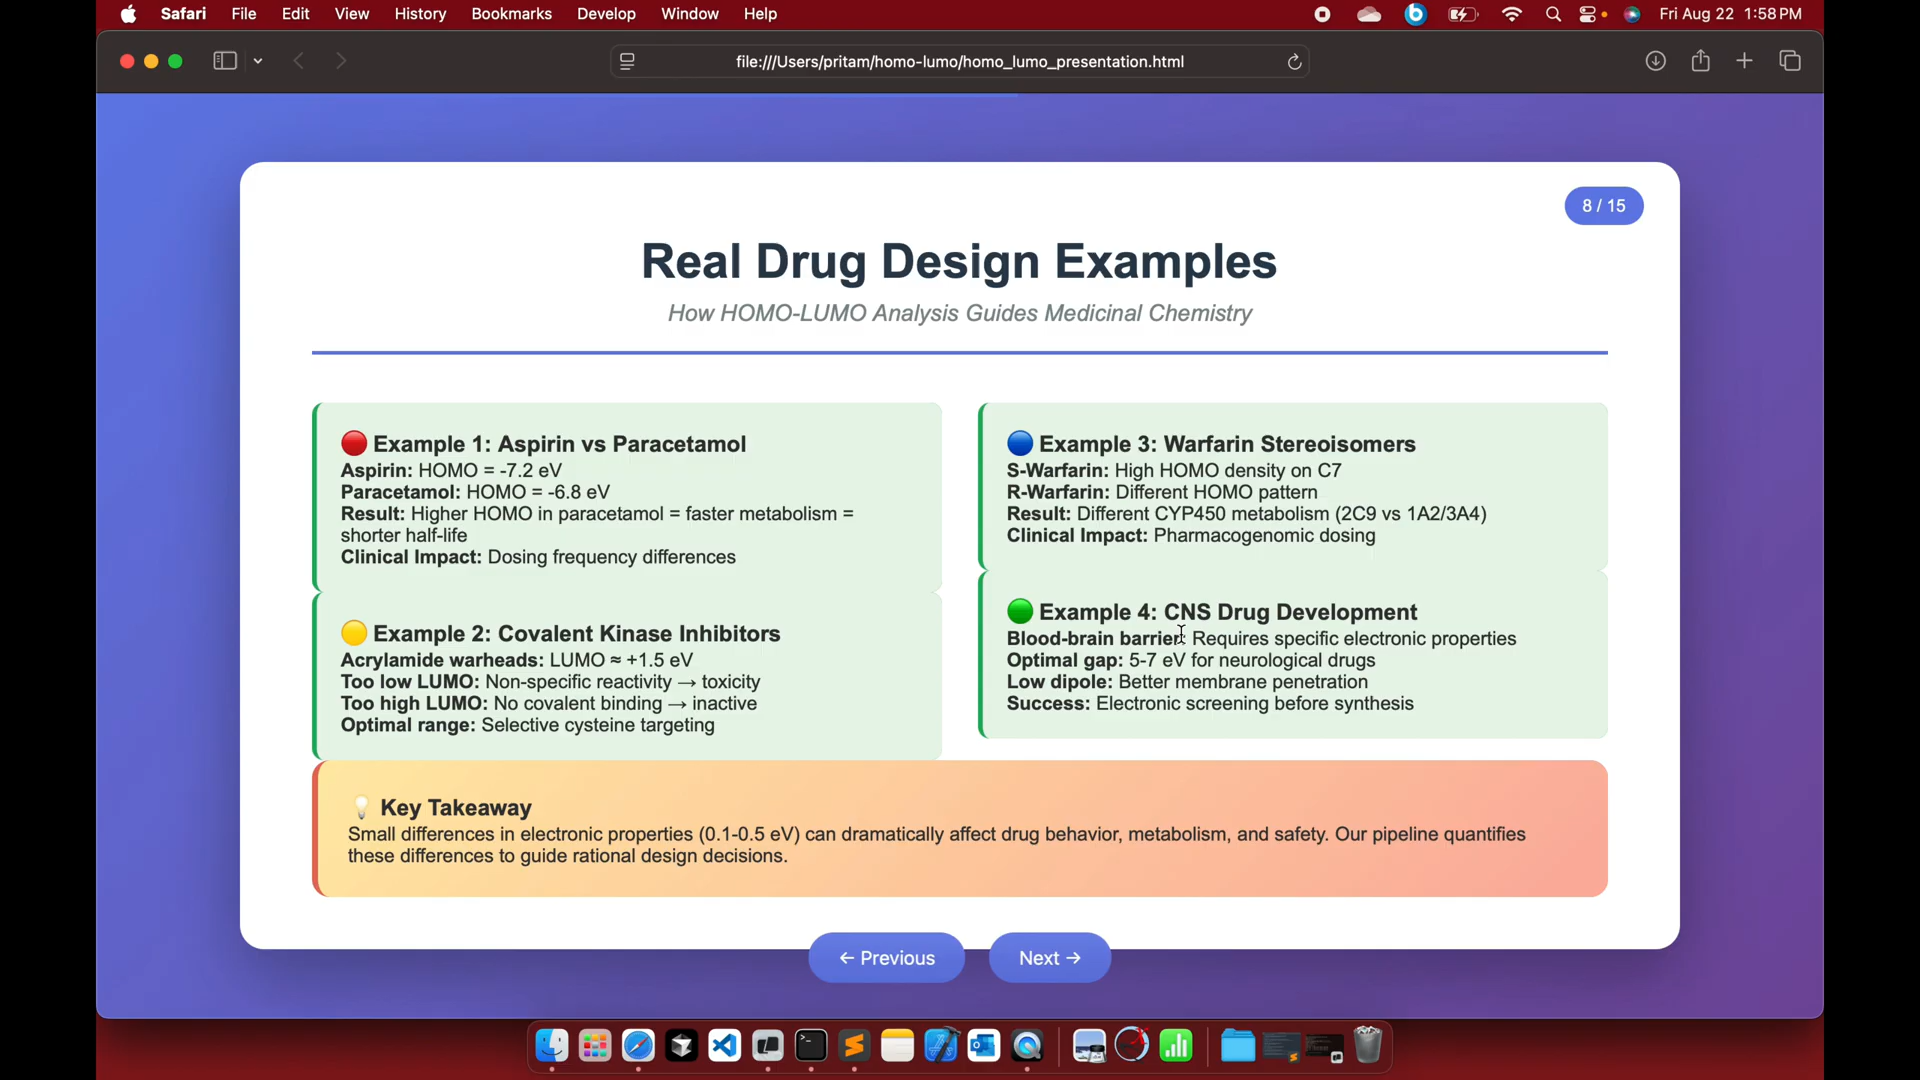 Safari File Edit View History Bookmarks Develop Window Help Fri Aug 22 1:58 PM
file:///Users/pritam/homo-lumo/homo_lumo_presentation.html
8 / 15
Real Drug Design Examples
How HOMO-LUMO Analysis Guides Medicinal Chemistry
Example 1: Aspirin vs Paracetamol
Aspirin: HOMO = -7.2 eV
Paracetamol: HOMO = -6.8 eV
Result: Higher HOMO in paracetamol = faster metabolism =
shorter half-life
Clinical Impact: Dosing frequency differences
Example 2: Covalent Kinase Inhibitors
Acrylamide warheads: LUMO ≈ +1.5 eV
Too low LUMO: Non-specific reactivity → toxicity
Too high LUMO: No covalent binding → inactive
Optimal range: Selective cysteine targeting
Example 3: Warfarin Stereoisomers
S-Warfarin: High HOMO density on C7
R-Warfarin: Different HOMO pattern
Result: Different CYP450 metabolism (2C9 vs 1A2/3A4)
Clinical Impact: Pharmacogenomic dosing
Example 4: CNS Drug Development
Blood-brain barrier: Requires specific electronic properties
Optimal gap: 5-7 eV for neurological drugs
Low dipole: Better membrane penetration
Success: Electronic screening before synthesis
💡 Key Takeaway
Small differences in electronic properties (0.1-0.5 eV) can dramatically affect drug behavior, metabolism, and safety. Our pipeline quantifies
these differences to guide rational design decisions.
← Previous
Next →